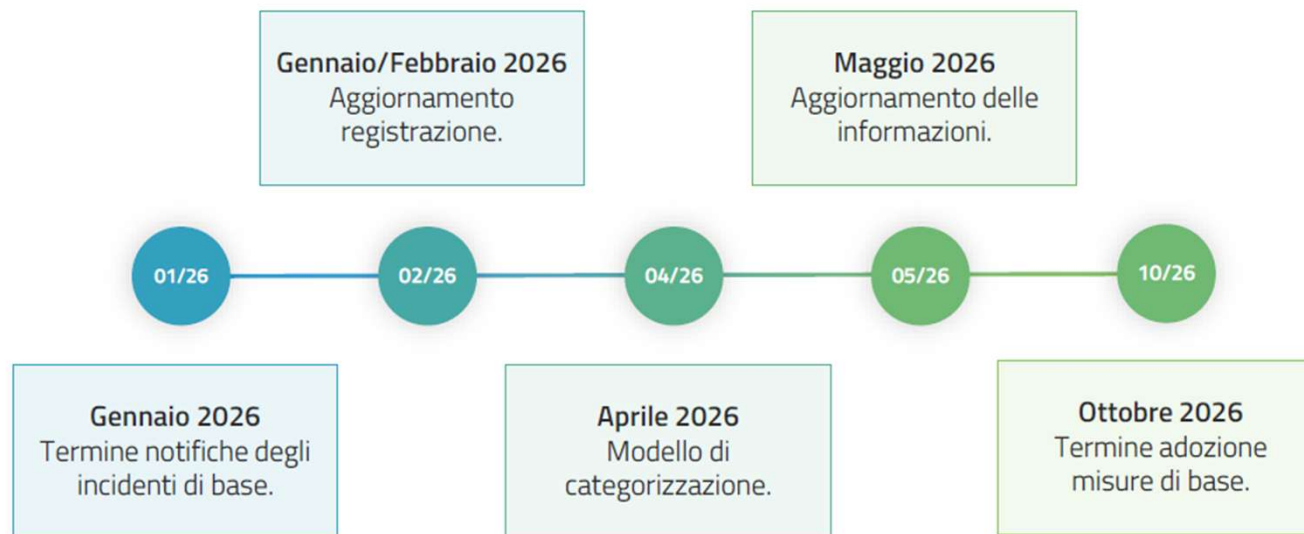 Gennaio/Febbraio 2026
Aggiornamento
registrazione.
Maggio 2026
Aggiornamento delle
informazioni.
01/26
02/26
04/26
05/26
10/26
Gennaio 2026
Termine notifiche degli
incidenti di base.
Aprile 2026
Modello di
categorizzazione.
Ottobre 2026
Termine adozione
misure di base.